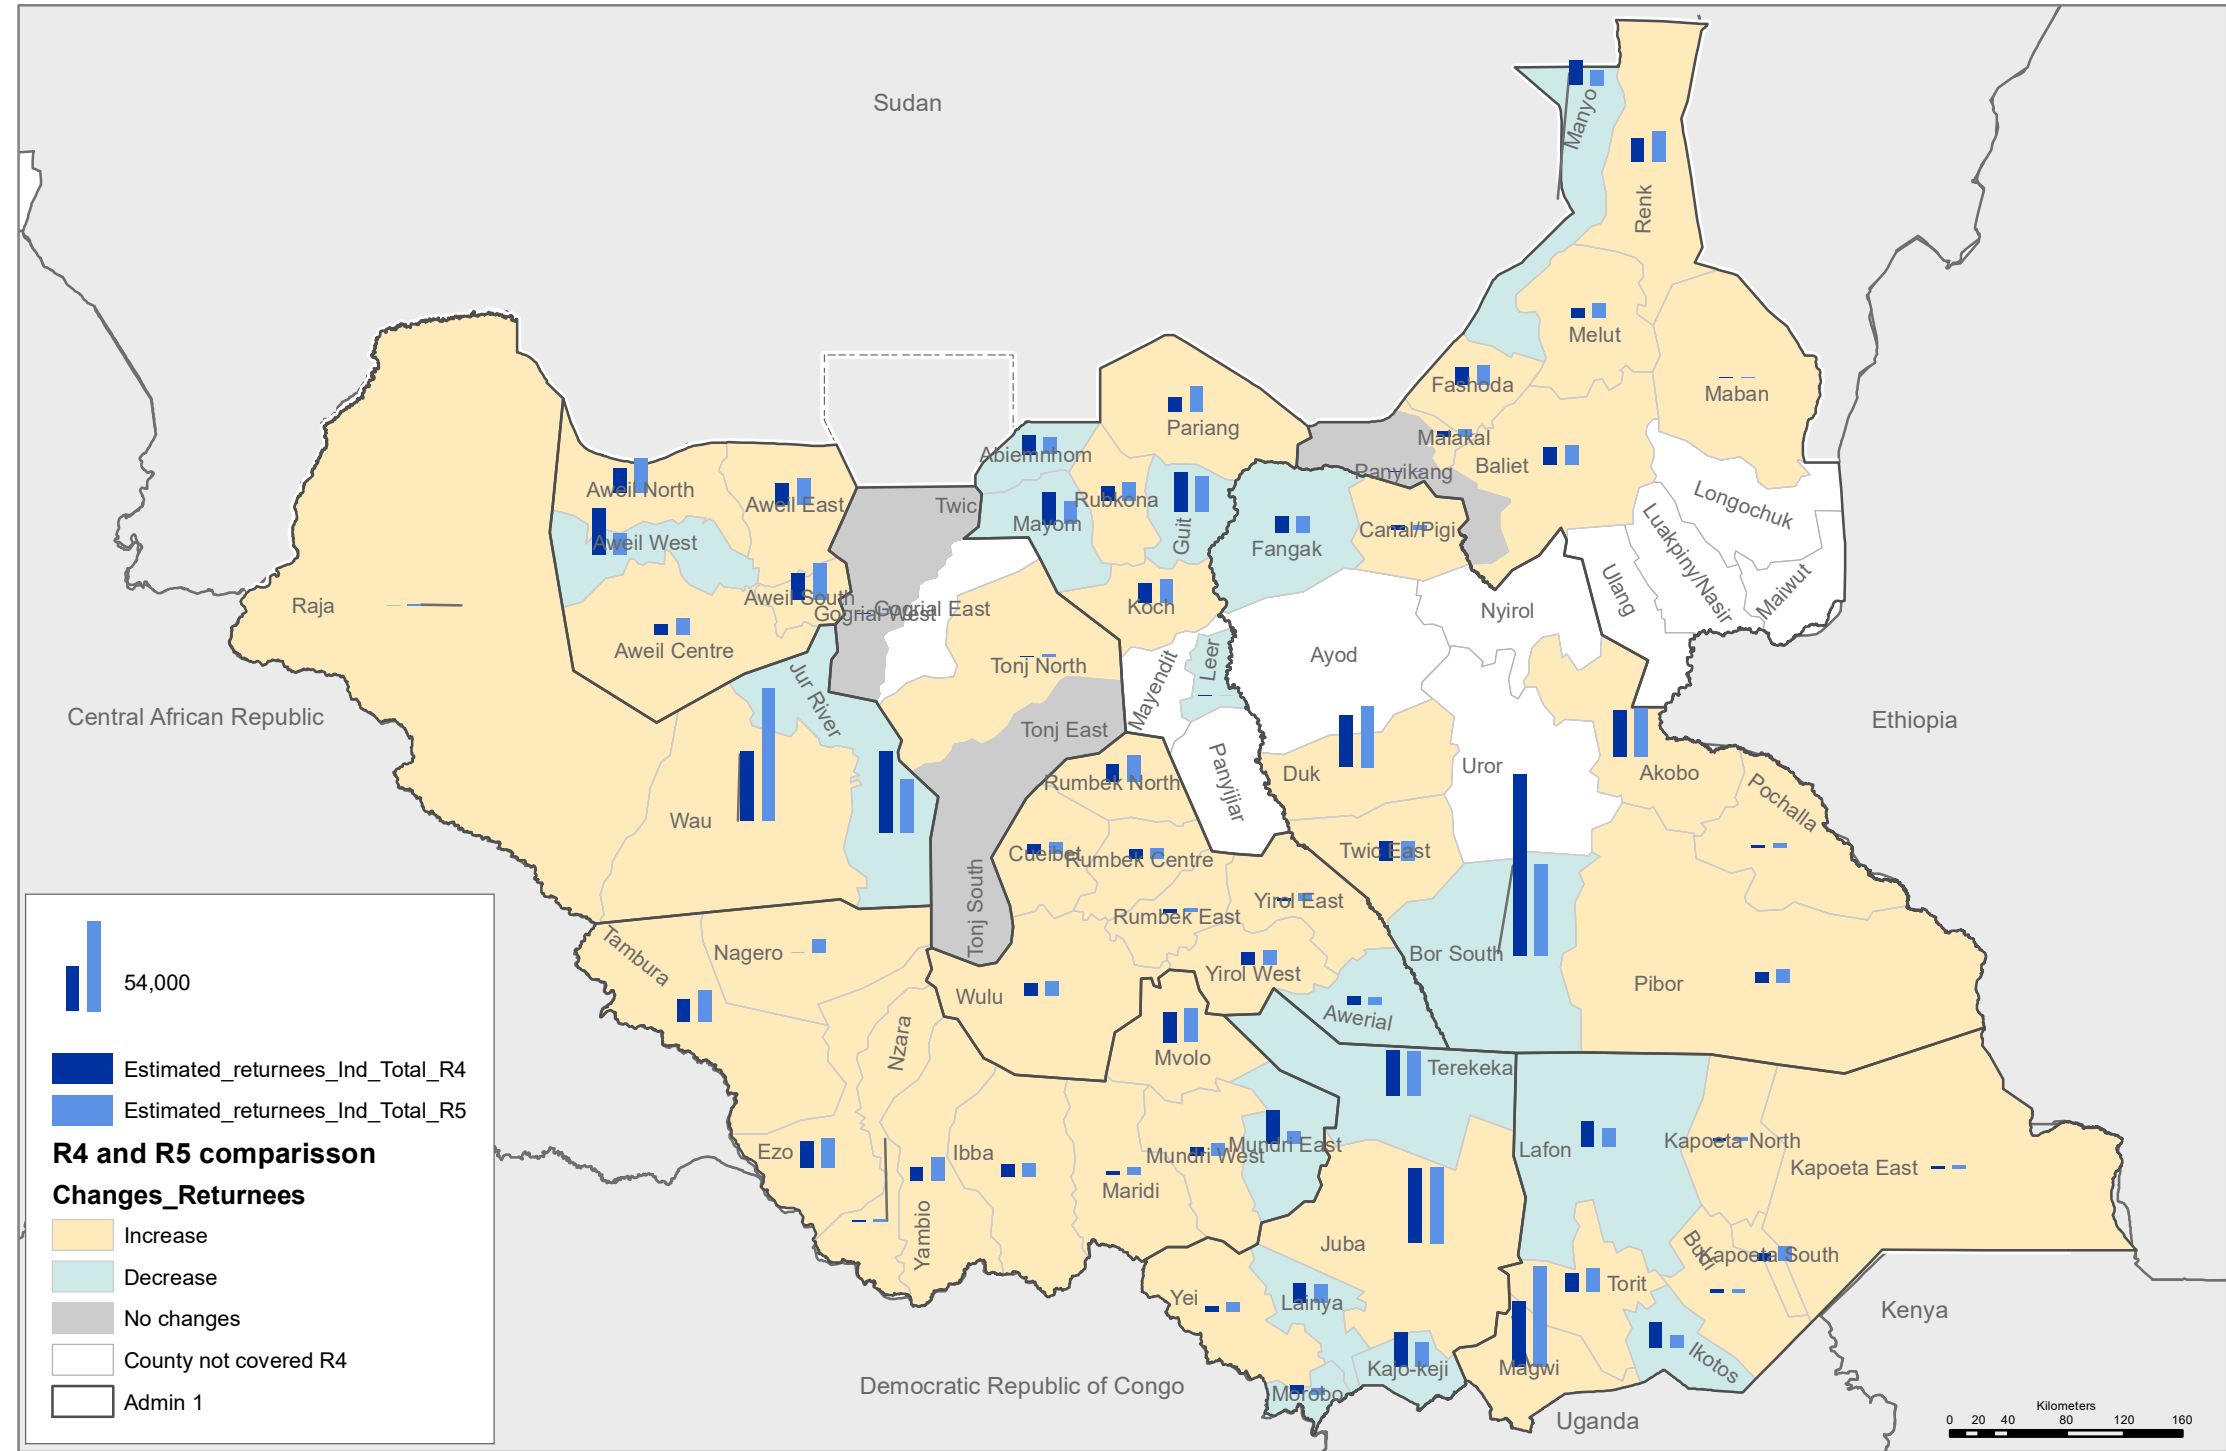 Sudan
Manyo
Renk
Melut
Fashoda
Maban
Pariang
Malakal
Abiemnhom
Panyikang
Baliet
Aweil North
Aweil East
Twic
Mayom
Rubkona
Guit
Longochuk
Canal/Pigi
Luakpiny/Nasir
Aweil West
Fangak
Maiwut
Ulang
Aweil South
Gogrial West
Gogrial East
Koch
Nyirol
Raja
Aweil Centre
Tonj North
Leer
Ayod
Mayendit
Jur River
Central African Republic
Ethiopia
Tonj East
Panyijiar
Duk
Uror
Akobo
Rumbek North
Pochalla
Wau
Cueibet
Rumbek Centre
Twic East
Tonj South
Rumbek East
Yirol East
Tambura
Nagero
Bor South
Yirol West
Pibor
Wulu
Awerial
Nzara
Mvolo
Terekeka
Ezo
Ibba
Mundri West
Mundri East
Lafon
Kapoeta North
Kapoeta East
Maridi
Yambio
Juba
Budi
Kapoeta South
Yei
Lainya
Torit
Kenya
Ikotos
Kajo-keji
Magwi
Morobo
Democratic Republic of Congo
Uganda
54,000
Estimated_returnees_Ind_Total_R4
Estimated_returnees_Ind_Total_R5
R4 and R5 comparisson
Changes_Returnees
Increase
Decrease
No changes
County not covered R4
Admin 1
Kilometers
0 20 40 80 120 160